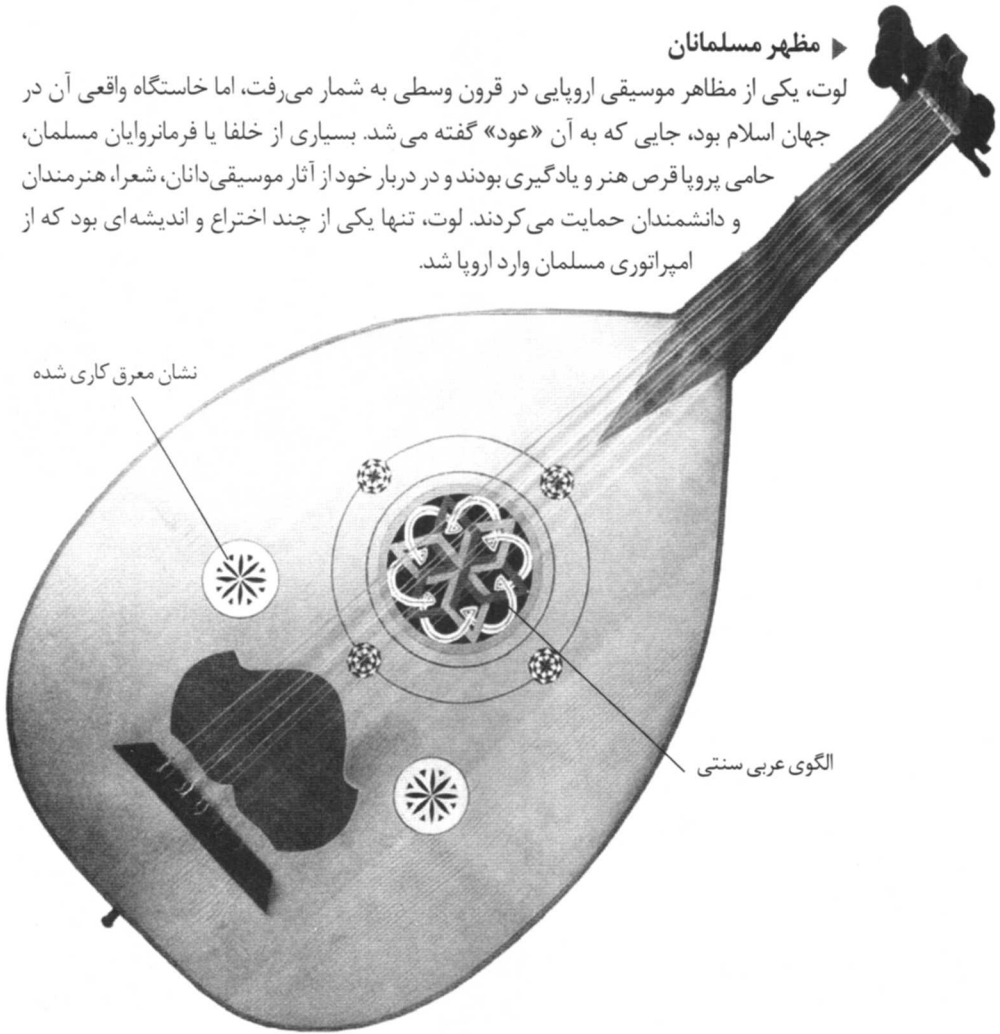 مظهر مسلمانان
لوت، یکی از مظاهر موسیقی اروپایی در قرون وسطی به شمار می‌رفت، اما خاستگاه واقعی آن در
جهان اسلام بود، جایی که به آن «عود» گفته می‌شد. بسیاری از خلفا یا فرمانروایان مسلمان،
حامی پروپا قرص هنر و یادگیری بودند و در دربار خود از آثار موسیقی‌دانان، شعرا، هنرمندان
و دانشمندان حمایت می‌کردند. لوت، تنها یکی از چند اختراع و اندیشه‌ای بود که از
امپراتوری مسلمان وارد اروپا شد.
نشان معرق کاری شده
الگوی عربی سنتی